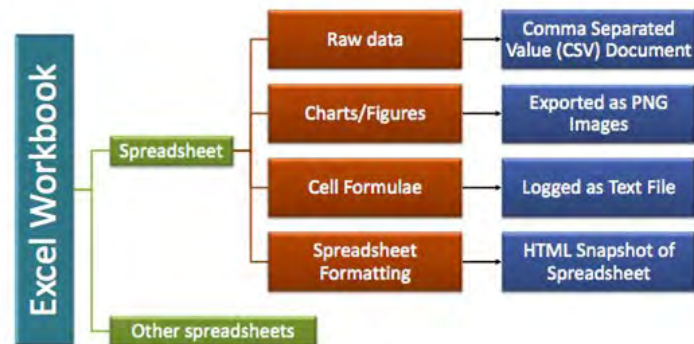 Excel Workbook
Spreadsheet
Other spreadsheets
Raw data
Comma Separated
Value (CSV) Document
Charts/Figures
Exported as PNG
Images
Cell Formulae
Logged as Text File
Spreadsheet
Formatting
HTML Snapshot of
Spreadsheet